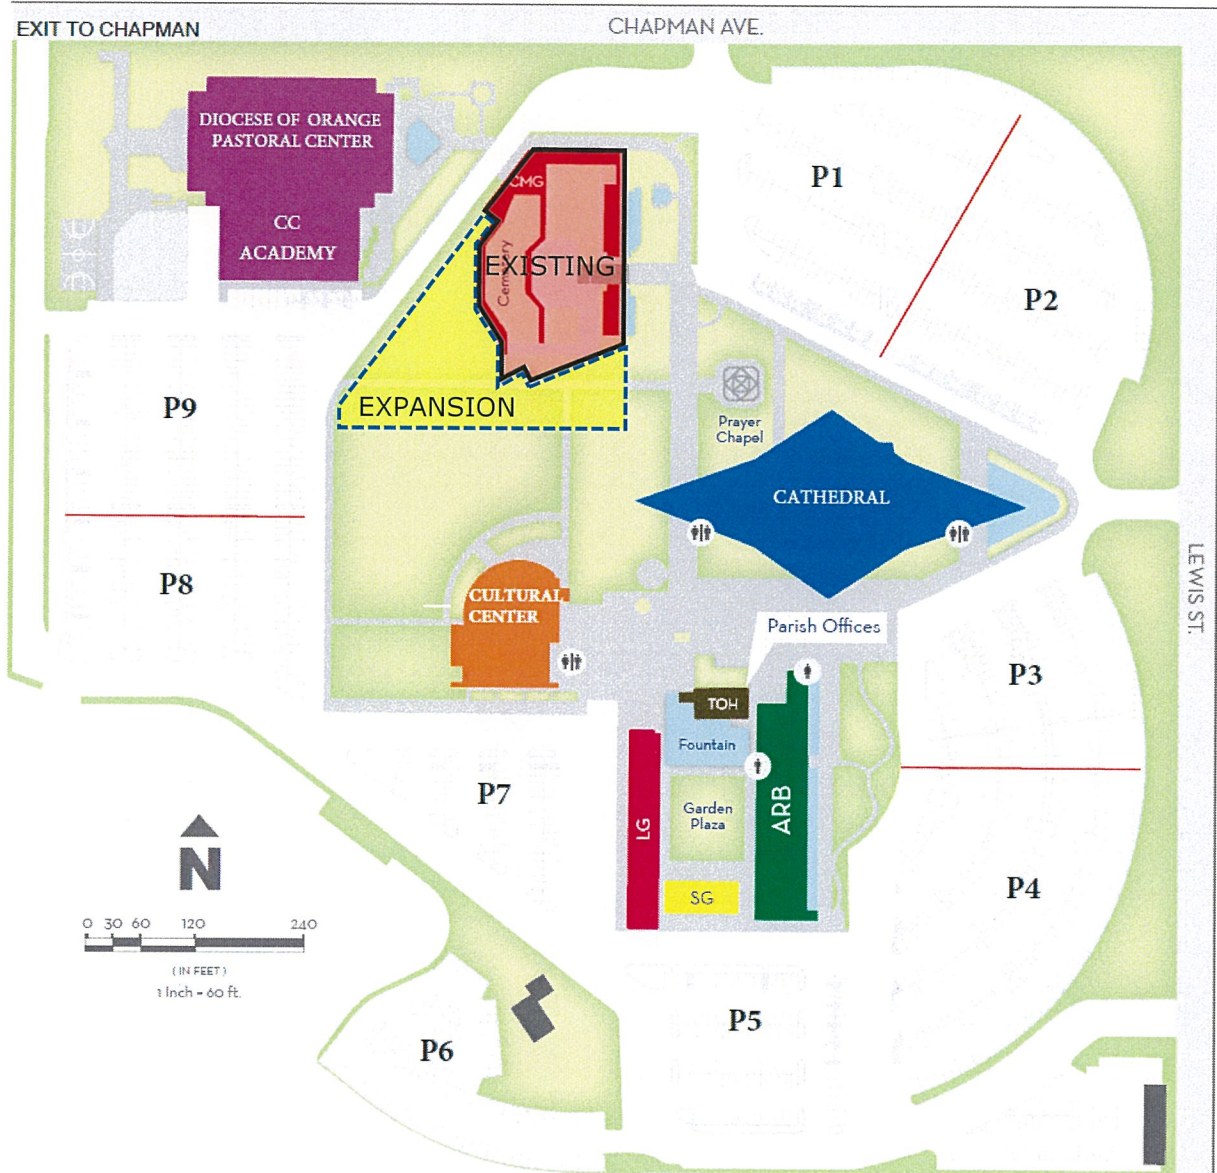 EXIT TO CHAPMAN
CHAPMAN AVE.
DIOCESE OF ORANGE
PASTORAL CENTER
CC
ACADEMY
CMG
Cemetery
EXISTING
EXPANSION
P1
P2
P9
P8
Prayer
Chapel
CATHEDRAL
LEWIS ST.
CULTURAL
CENTER
Parish Offices
P3
TOH
Fountain
P7
LG
Garden
Plaza
ARB
SG
P4
N
0 30 60 120 240
(IN FEET)
1 Inch = 60 ft.
P5
P6